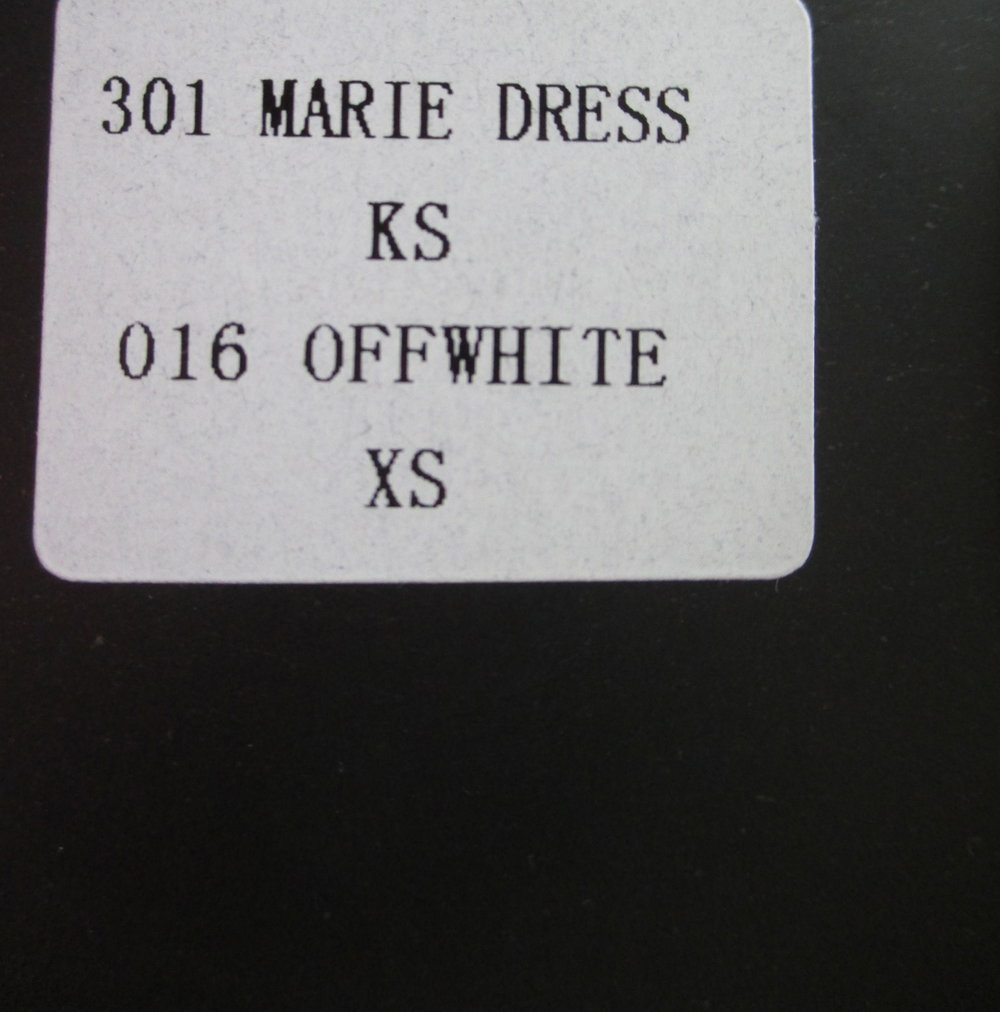 301 MARIE DRESS
KS
016 OFFWHITE
XS